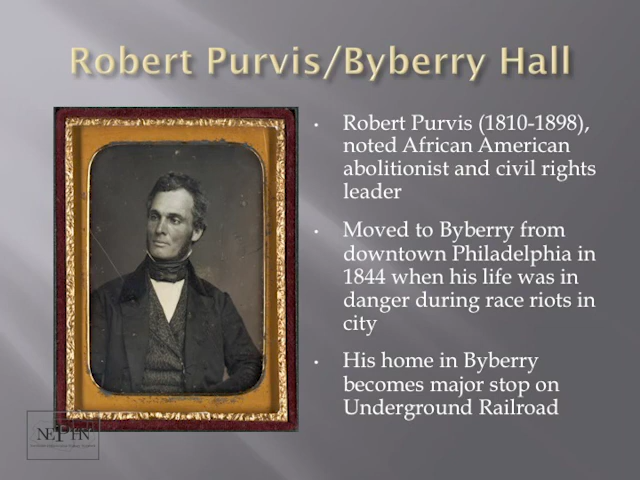 Robert Purvis/Byberry Hall
• Robert Purvis (1810-1898),
noted African American
abolitionist and civil rights
leader
• Moved to Byberry from
downtown Philadelphia in
1844 when his life was in
danger during race riots in
city
• His home in Byberry
becomes major stop on
Underground Railroad